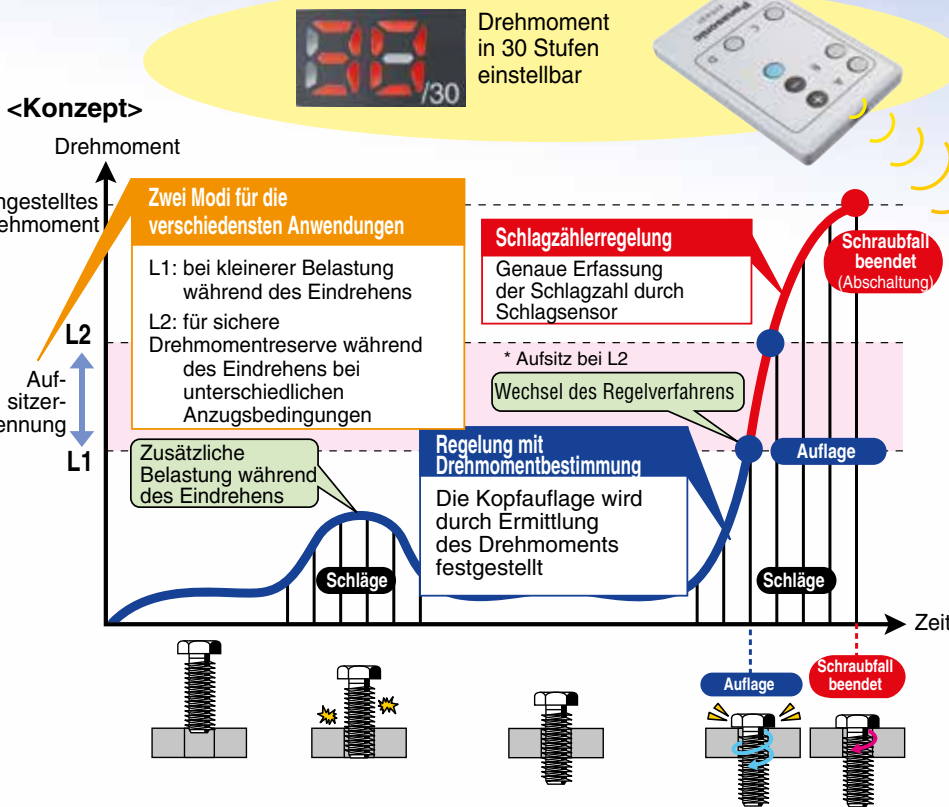 30
/30
Drehmoment
in 30 Stufen
einstellbar
Panasonic
<Konzept>
Drehmoment
ngestelltes
ehmoment
Zwei Modi für die
verschiedensten Anwendungen
L1: bei kleinerer Belastung
während des Eindrehens
L2: für sichere
Drehmomentreserve während
des Eindrehens bei
unterschiedlichen
Anzugsbedingungen
Schlagzählerregelung
Genaue Erfassung
der Schlagzahl durch
Schlagsensor
Schraubfall
beendet
(Abschaltung)
L2
Auf-
sitzer-
ennung
L1
* Aufsitz bei L2
Wechsel des Regelverfahrens
Auflage
Zusätzliche
Belastung während
des Eindrehens
Regelung mit
Drehmomentbestimmung
Die Kopfauflage wird
durch Ermittlung
des Drehmoments
festgestellt
Schläge
Schläge
Zeit
Auflage
Schraubfall
beendet